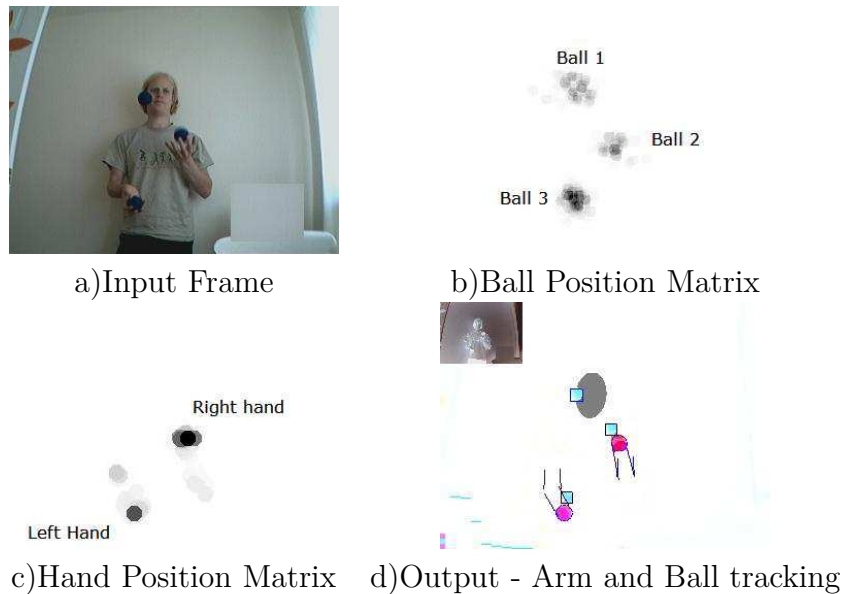 Ball 1
Ball 2
Ball 3
a)Input Frame
b)Ball Position Matrix
Right hand
Left Hand
c)Hand Position Matrix
d)Output - Arm and Ball tracking